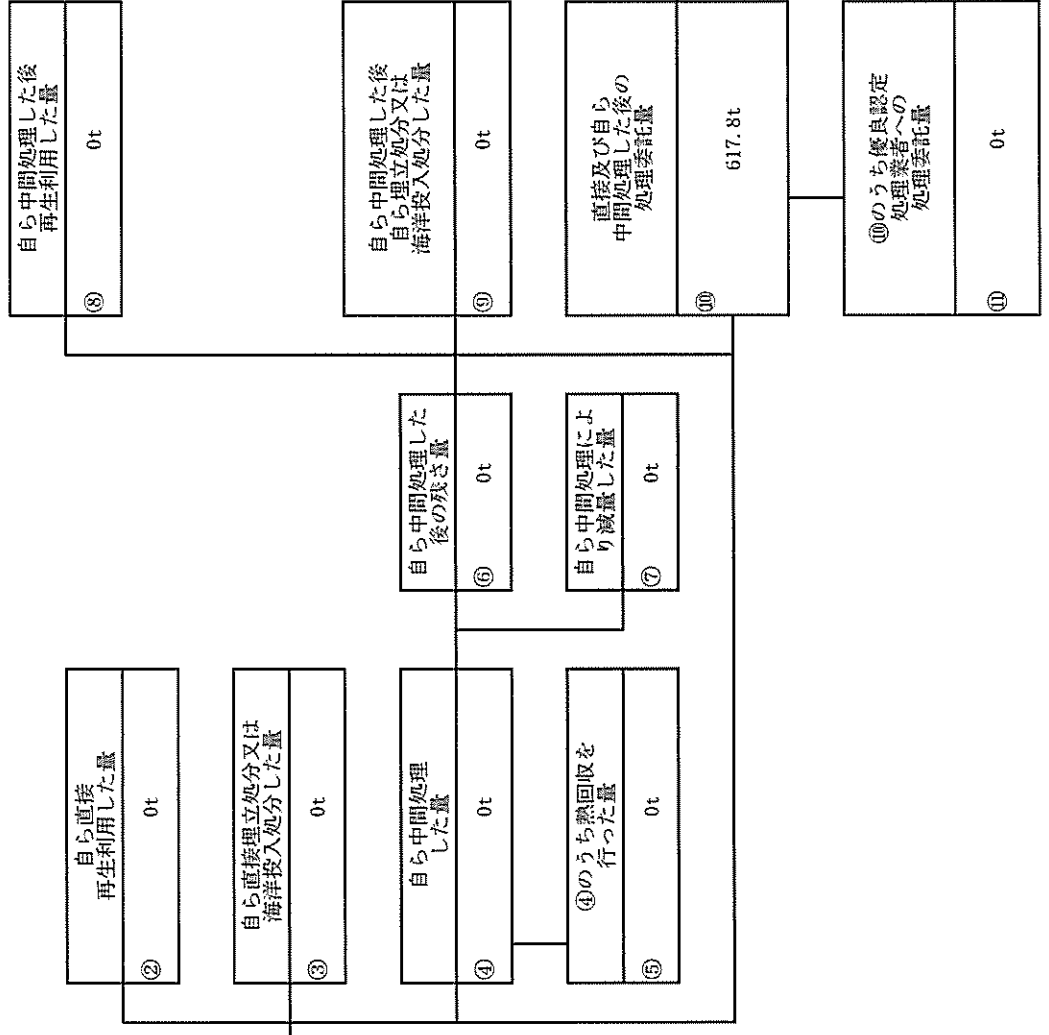 自ら直接
再生利用した量
② 0t
自ら直接埋立処分又は
海洋投入処分した量
③ 0t
自ら中間処理
した量
④ 0t
④のうち熱回収を
行った量
⑤ 0t
自ら中間処理した
後の残さ量
⑥ 0t
自ら中間処理によ
り減量した量
⑦ 0t
自ら中間処理した後
再生利用した量
⑧ 0t
自ら中間処理した後
自ら埋立処分又は
海洋投入処分した量
⑨ 0t
直接及び自ら
中間処理した後の
処理委託量
⑩ 617.8t
⑩のうち優良認定
処理業者への
処理委託量
⑪ 0t